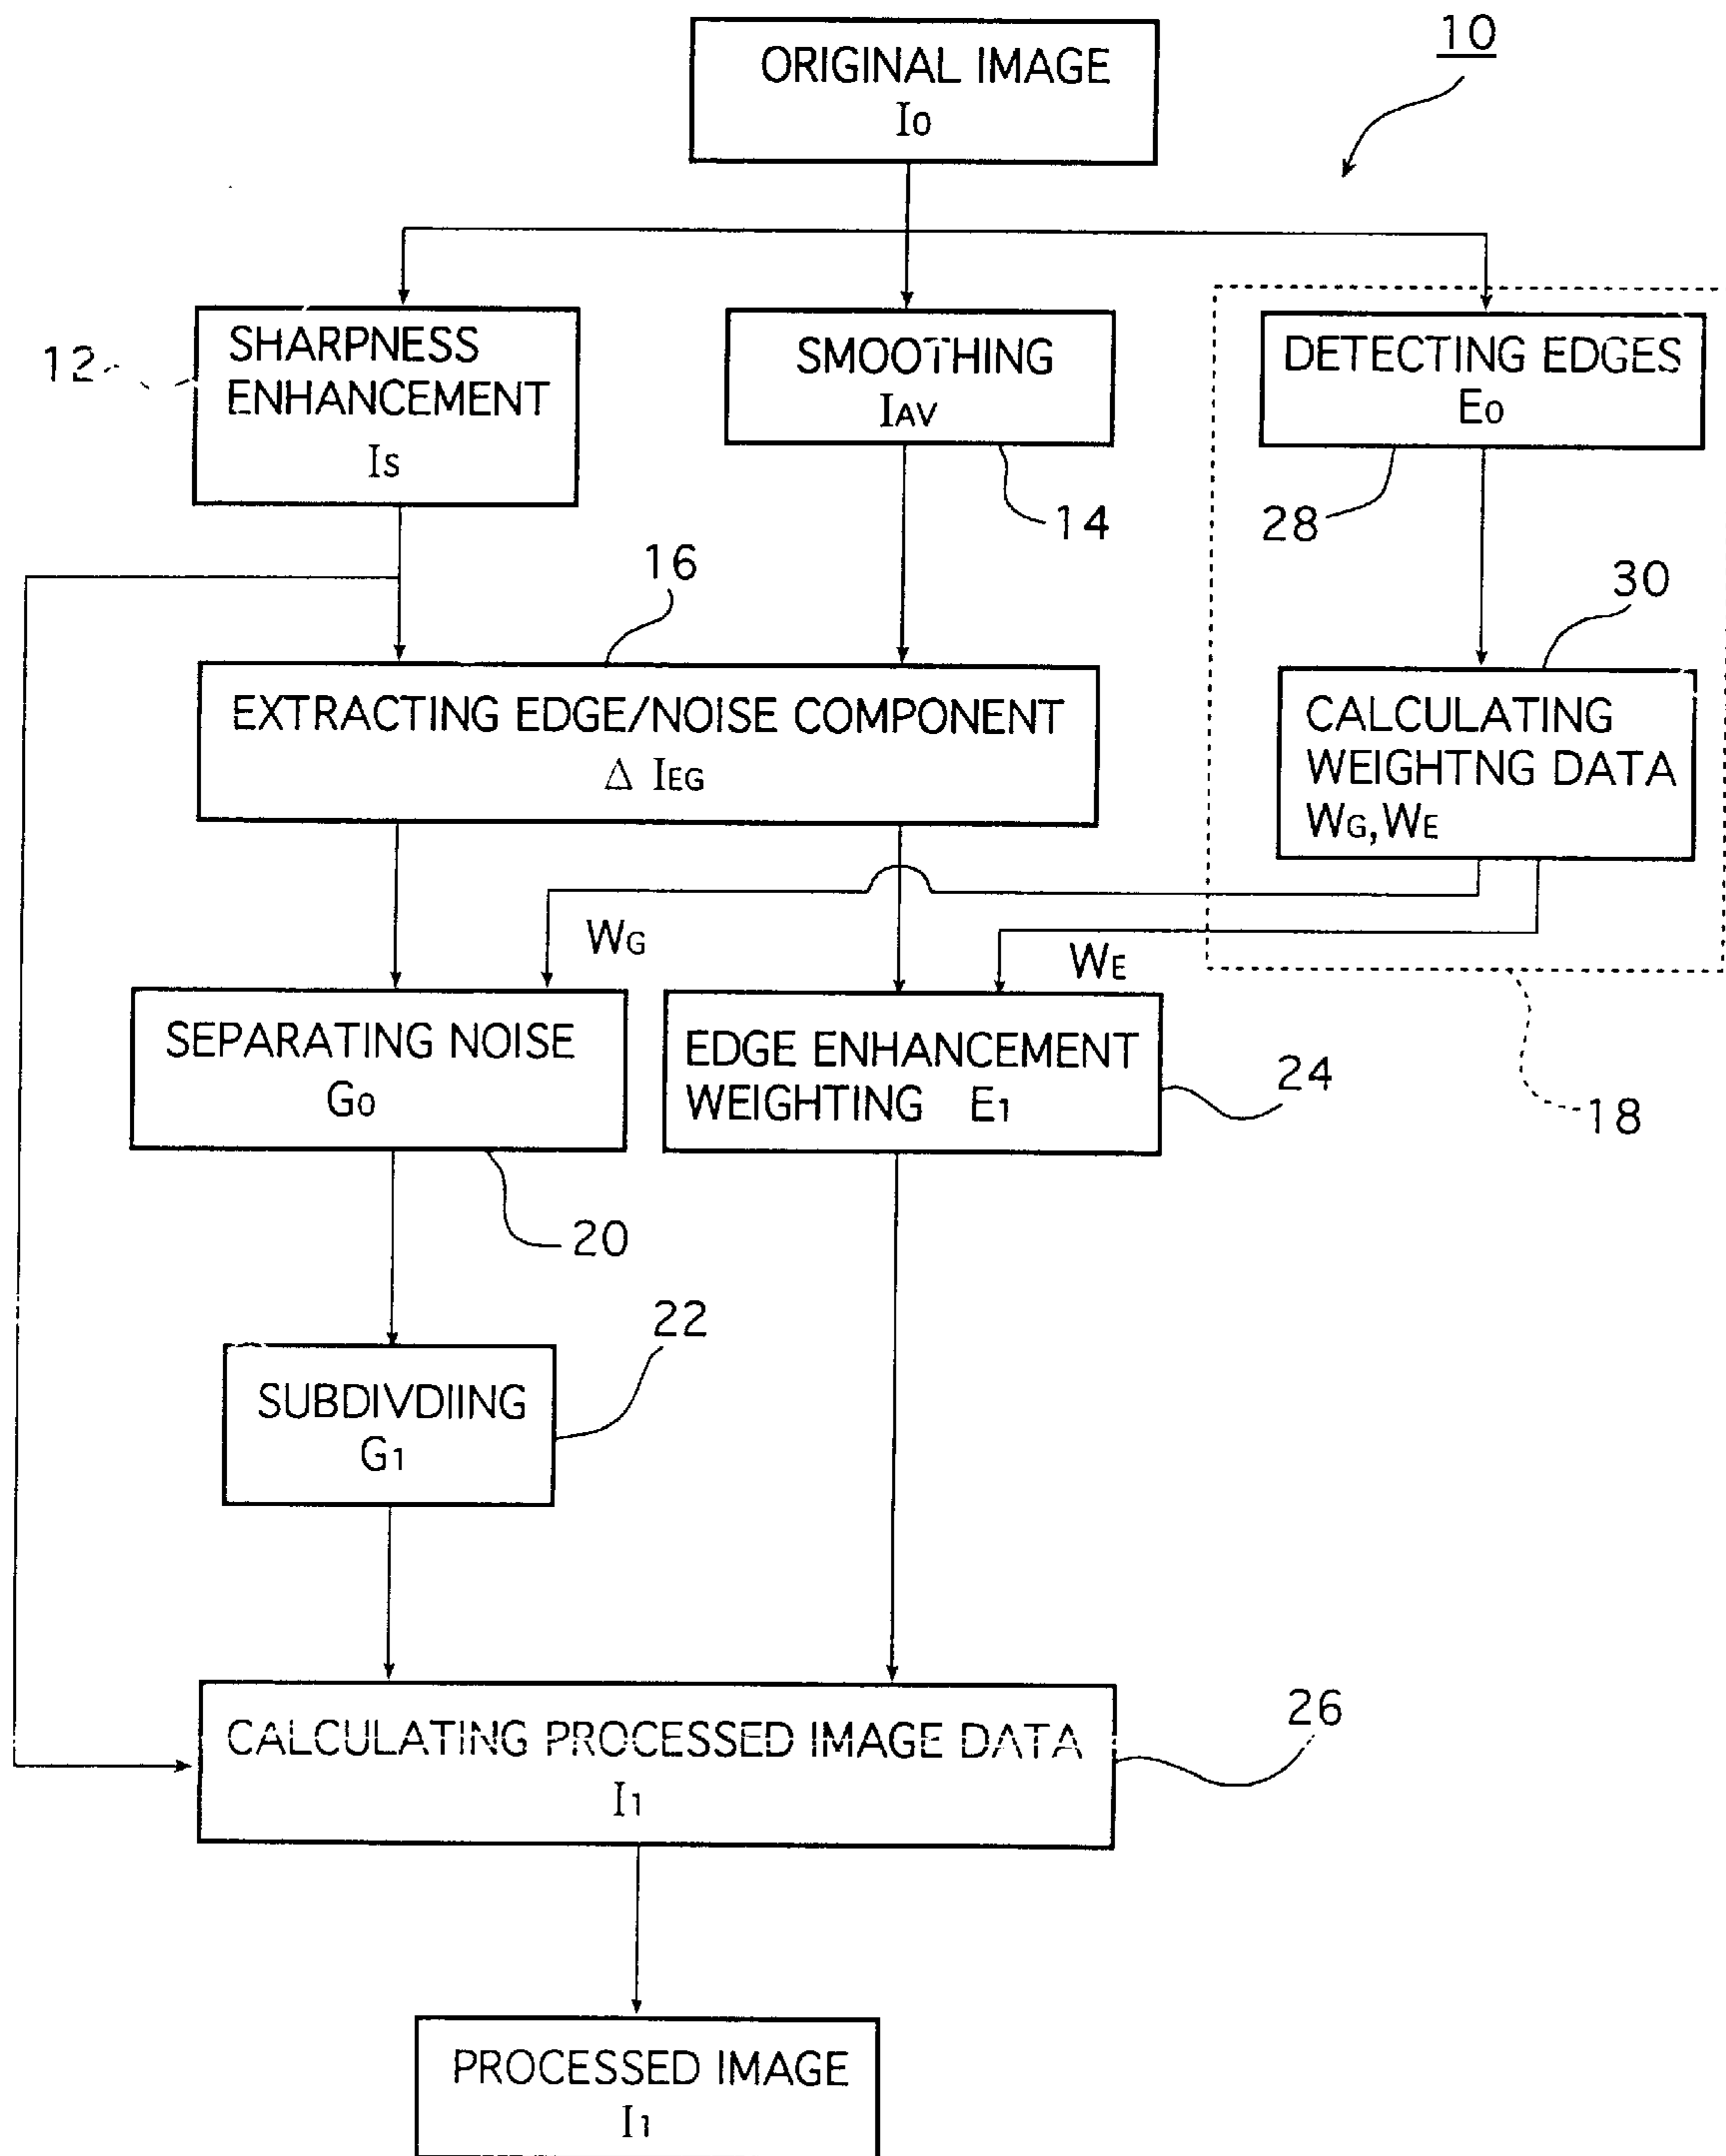 10
ORIGINAL IMAGE
I0
12
SHARPNESS
ENHANCEMENT
IS
SMOOTHING
IAV
14
DETECTING EDGES
E0
28
16
30
EXTRACTING EDGE/NOISE COMPONENT
Δ IEG
CALCULATING
WEIGHTNG DATA
WG, WE
WG
WE
SEPARATING NOISE
G0
EDGE ENHANCEMENT
WEIGHTING E1
24
18
20
22
SUBDIVDIING
G1
26
CALCULATING PROCESSED IMAGE DATA
I1
PROCESSED IMAGE
I1